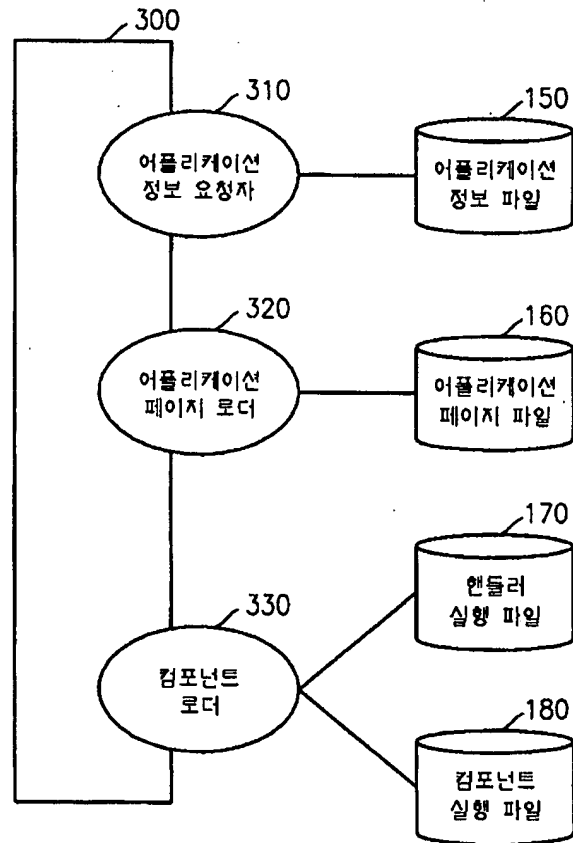 300
310
어플리케이션
정보 요청자
150
어플리케이션
정보 파일
320
어플리케이션
페이지 로더
160
어플리케이션
페이지 파일
330
컴포넌트
로더
170
핸들러
실행 파일
180
컴포넌트
실행 파일